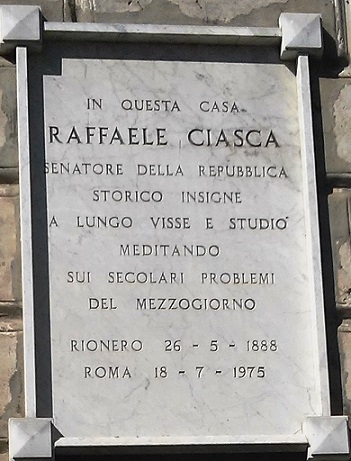 IN QUESTA CASA
RAFFAELE CIASCA
SENATORE DELLA REPUBBLICA
STORICO INSIGNE
A LUNGO VISSE E STUDIÒ
MEDITANDO
SUI SECOLARI PROBLEMI
DEL MEZZOGIORNO
RIONERO 26 - 5 - 1888
ROMA 18 - 7 - 1975